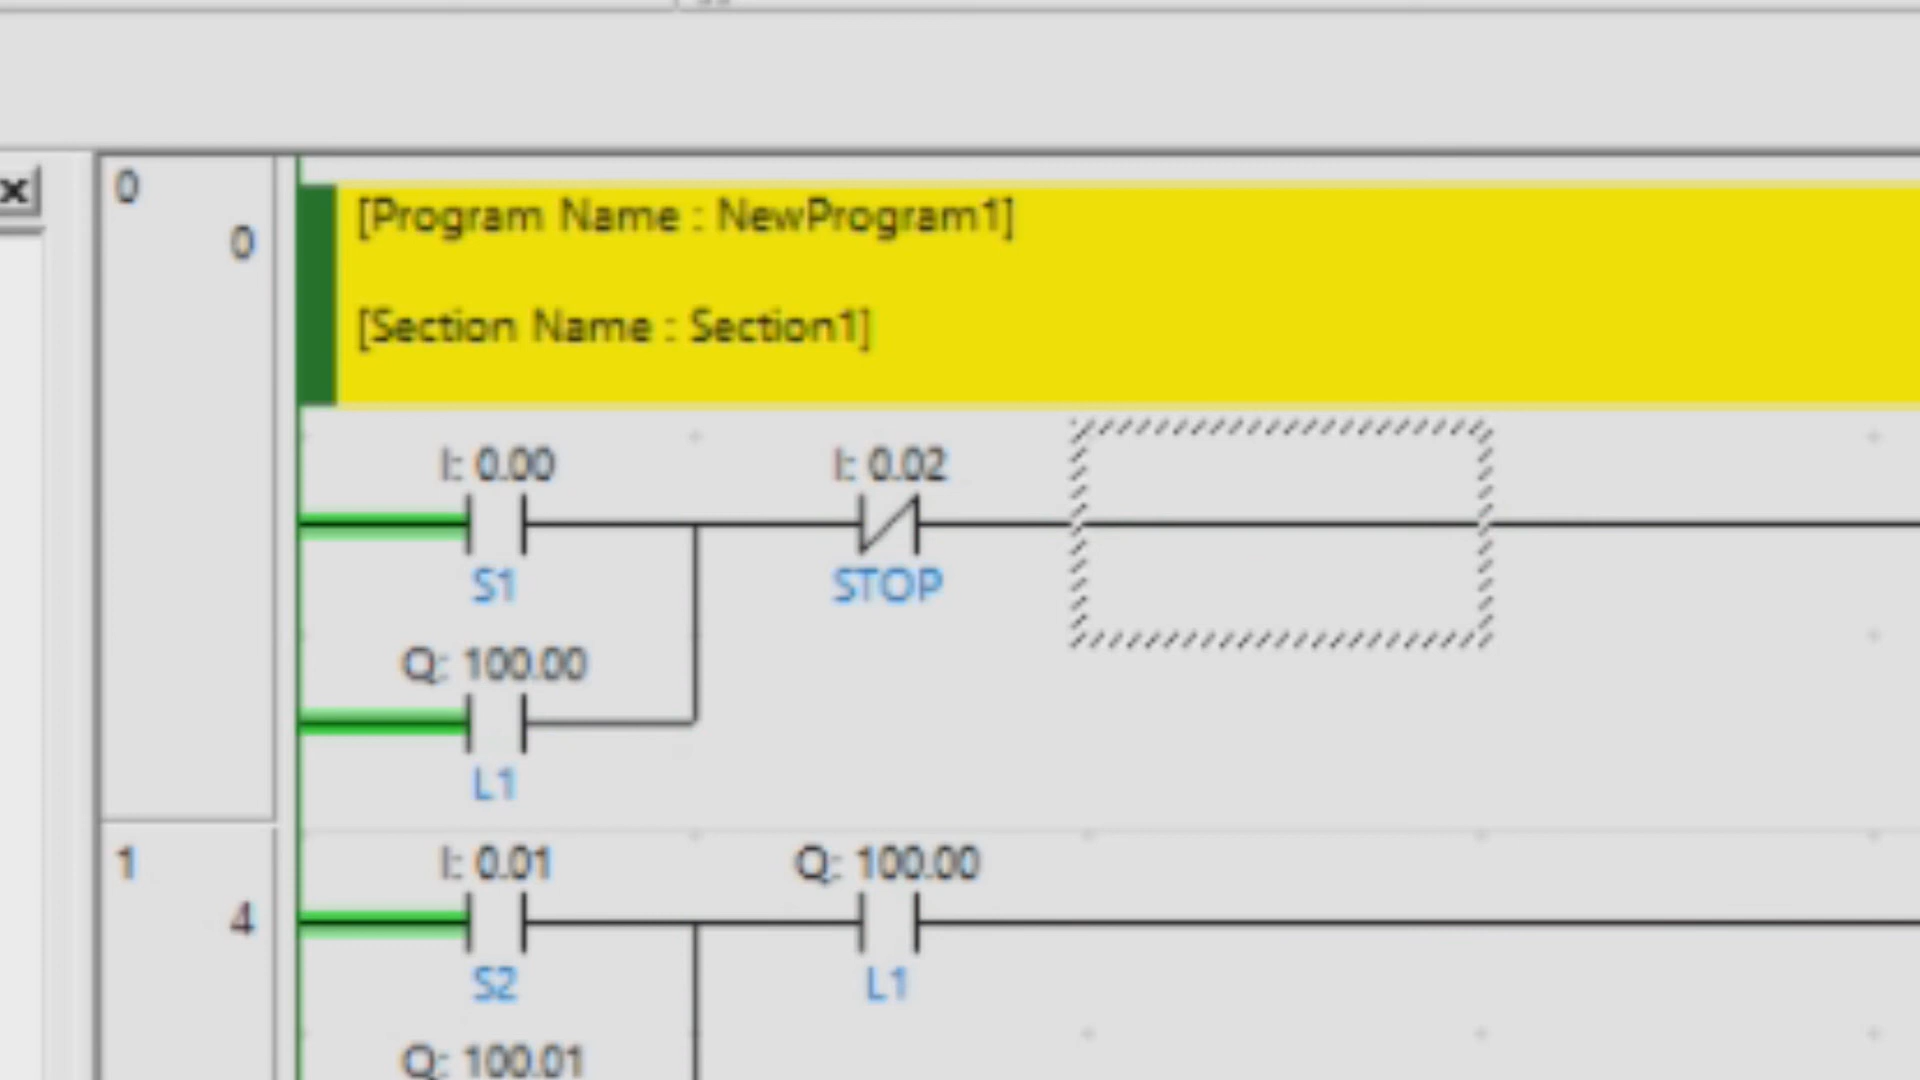 x
0
0
[Program Name : NewProgram1]
[Section Name : Section1]
I: 0.00
I: 0.02
S1
STOP
Q: 100.00
L1
1
I: 0.01
Q: 100.00
4
S2
L1
Q: 100.01